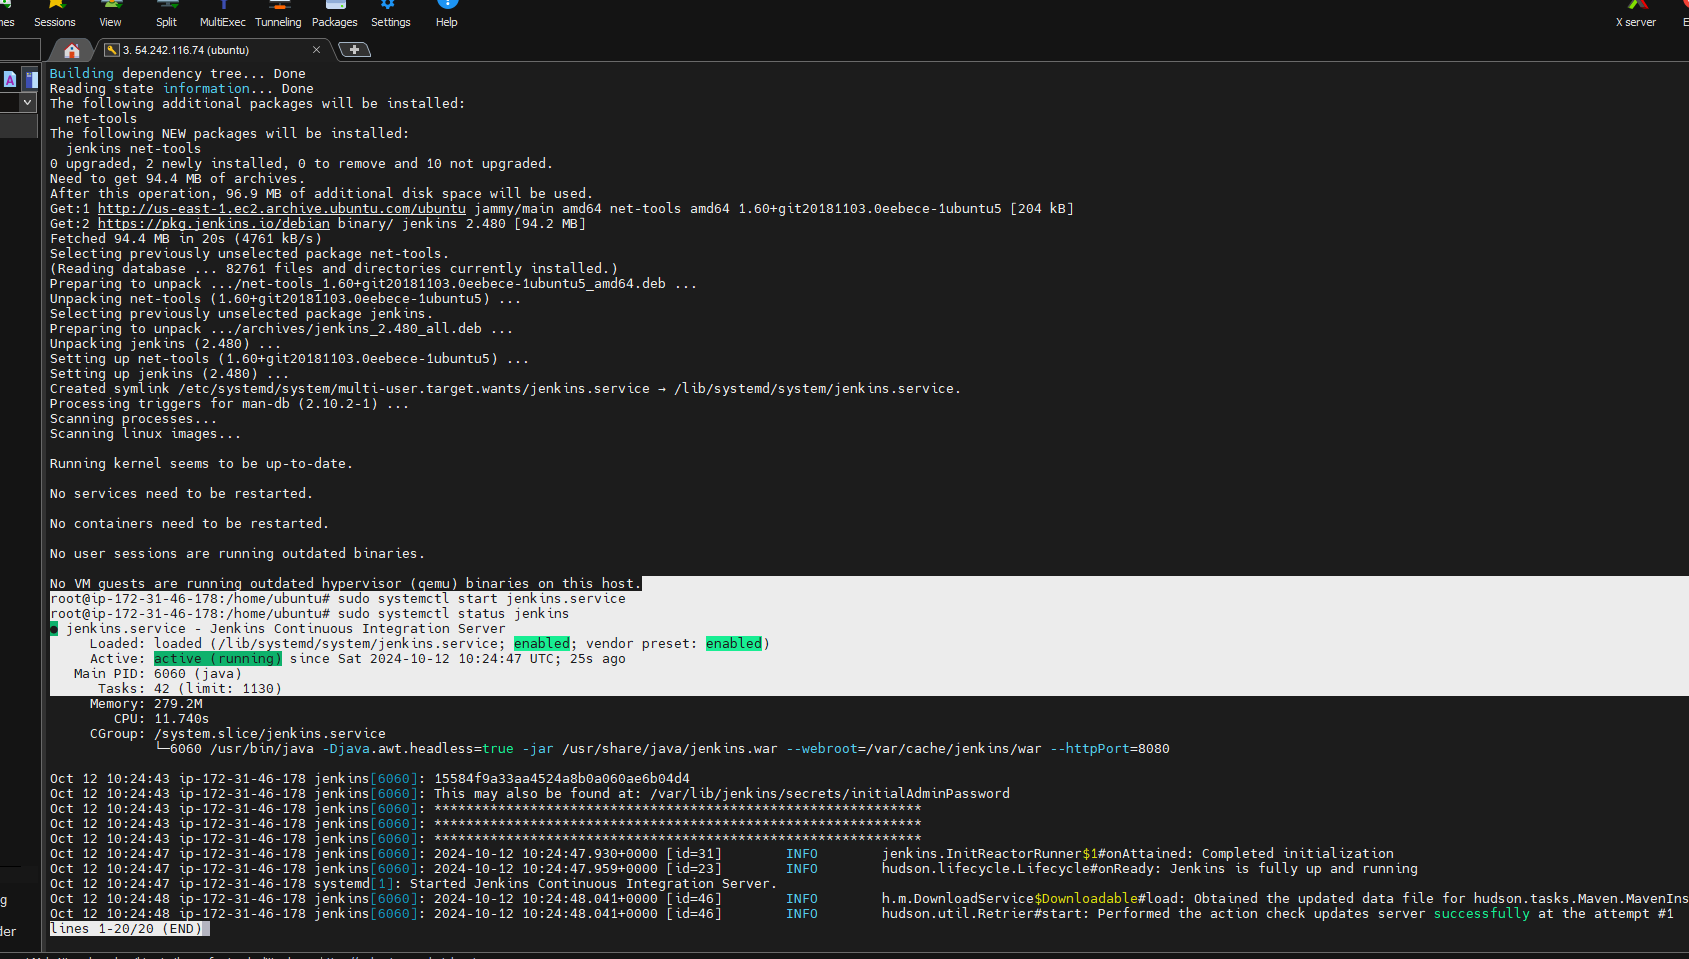 Sessions View Split MultiExec Tunneling Packages Settings Help X server
3. 54.242.116.74 (ubuntu)
Building dependency tree... Done
Reading state information... Done
The following additional packages will be installed:
  net-tools
The following NEW packages will be installed:
  jenkins net-tools
0 upgraded, 2 newly installed, 0 to remove and 10 not upgraded.
Need to get 94.4 MB of archives.
After this operation, 96.9 MB of additional disk space will be used.
Get:1 http://us-east-1.ec2.archive.ubuntu.com/ubuntu jammy/main amd64 net-tools amd64 1.60+git20181103.0eebece-1ubuntu5 [204 kB]
Get:2 https://pkg.jenkins.io/debian binary/ jenkins 2.480 [94.2 MB]
Fetched 94.4 MB in 20s (4761 kB/s)
Selecting previously unselected package net-tools.
(Reading database ... 82761 files and directories currently installed.)
Preparing to unpack .../net-tools_1.60+git20181103.0eebece-1ubuntu5_amd64.deb ...
Unpacking net-tools (1.60+git20181103.0eebece-1ubuntu5) ...
Selecting previously unselected package jenkins.
Preparing to unpack .../archives/jenkins_2.480_all.deb ...
Unpacking jenkins (2.480) ...
Setting up net-tools (1.60+git20181103.0eebece-1ubuntu5) ...
Setting up jenkins (2.480) ...
Created symlink /etc/systemd/system/multi-user.target.wants/jenkins.service → /lib/systemd/system/jenkins.service.
Processing triggers for man-db (2.10.2-1) ...
Scanning processes...
Scanning linux images...
Running kernel seems to be up-to-date.
No services need to be restarted.
No containers need to be restarted.
No user sessions are running outdated binaries.
No VM guests are running outdated hypervisor (qemu) binaries on this host.
root@ip-172-31-46-178:/home/ubuntu# sudo systemctl start jenkins.service
root@ip-172-31-46-178:/home/ubuntu# sudo systemctl status jenkins
● jenkins.service - Jenkins Continuous Integration Server
     Loaded: loaded (/lib/systemd/system/jenkins.service; enabled; vendor preset: enabled)
     Active: active (running) since Sat 2024-10-12 10:24:47 UTC; 25s ago
   Main PID: 6060 (java)
      Tasks: 42 (limit: 1130)
     Memory: 279.2M
        CPU: 11.740s
     CGroup: /system.slice/jenkins.service
             └─6060 /usr/bin/java -Djava.awt.headless=true -jar /usr/share/java/jenkins.war --webroot=/var/cache/jenkins/war --httpPort=8080
Oct 12 10:24:43 ip-172-31-46-178 jenkins[6060]: 15584f9a33aa4524a8b0a060ae6b04d4
Oct 12 10:24:43 ip-172-31-46-178 jenkins[6060]: This may also be found at: /var/lib/jenkins/secrets/initialAdminPassword
Oct 12 10:24:43 ip-172-31-46-178 jenkins[6060]: *************************************************************
Oct 12 10:24:43 ip-172-31-46-178 jenkins[6060]: *************************************************************
Oct 12 10:24:43 ip-172-31-46-178 jenkins[6060]: *************************************************************
Oct 12 10:24:47 ip-172-31-46-178 jenkins[6060]: 2024-10-12 10:24:47.930+0000 [id=31]        INFO        jenkins.InitReactorRunner$1#onAttained: Completed initialization
Oct 12 10:24:47 ip-172-31-46-178 jenkins[6060]: 2024-10-12 10:24:47.959+0000 [id=23]        INFO        hudson.lifecycle.Lifecycle#onReady: Jenkins is fully up and running
Oct 12 10:24:47 ip-172-31-46-178 systemd[1]: Started Jenkins Continuous Integration Server.
Oct 12 10:24:48 ip-172-31-46-178 jenkins[6060]: 2024-10-12 10:24:48.041+0000 [id=46]        INFO        h.m.DownloadService$Downloadable#load: Obtained the updated data file for hudson.tasks.Maven.MavenIns
Oct 12 10:24:48 ip-172-31-46-178 jenkins[6060]: 2024-10-12 10:24:48.041+0000 [id=46]        INFO        hudson.util.Retrier#start: Performed the action check updates server successfully at the attempt #1
lines 1-20/20 (END)